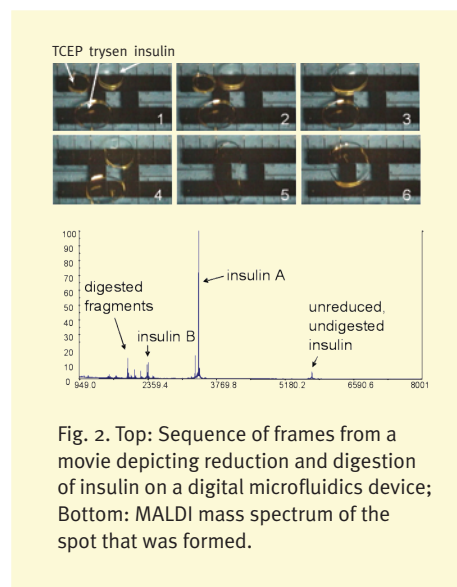 TCEP trysen insulin
1
2
3
4
5
6
100
90
80
70
60
50
40
30
20
10
0
insulin A
digested
fragments
insulin B
unreduced,
undigested
insulin
949.0 2359.4 3769.8 5180.2 6590.6 8001
Fig. 2. Top: Sequence of frames from a
movie depicting reduction and digestion
of insulin on a digital microfluidics device;
Bottom: MALDI mass spectrum of the
spot that was formed.